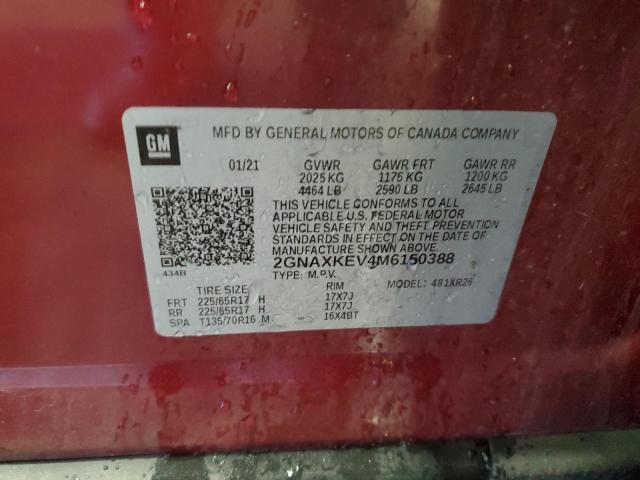 GM
MFD BY GENERAL MOTORS OF CANADA COMPANY
01/21 GVWR GAWR FRT GAWR RR
2025 KG 1175 KG 1200 KG
4464 LB 2590 LB 2645 LB
THIS VEHICLE CONFORMS TO ALL
APPLICABLE U.S. FEDERAL MOTOR
VEHICLE SAFETY AND THEFT
PREVENTION STANDARDS IN
EFFECT ON THE DATE OF
MANUFACTURE SHOWN ABOVE.
2GNAXKEV4M6150388
434B
TYPE: M.P.V. MODEL: 481XR26
TIRE SIZE RIM
FRT 225/65R17 H 17X7J
RR 225/65R17 H 17X7J
SPA T135/70R16 M 16X4BT